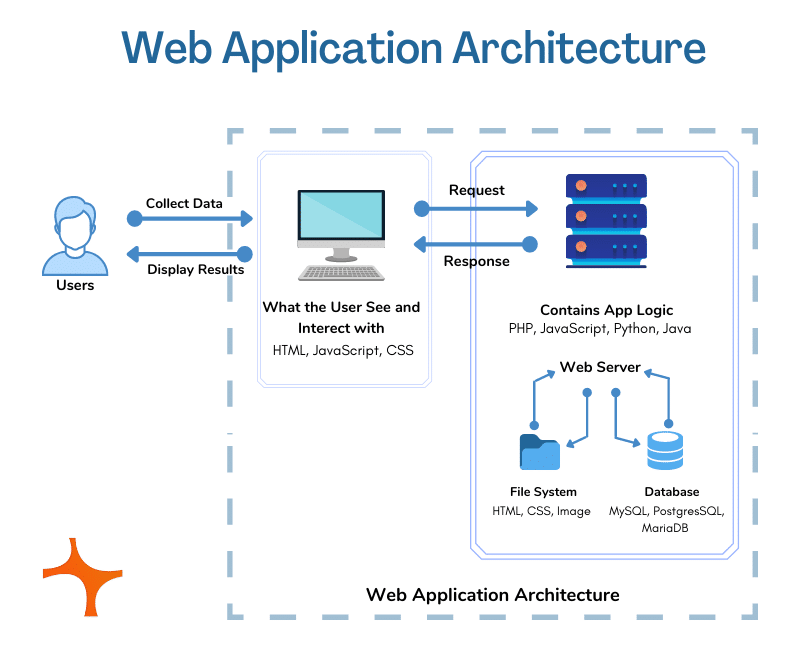 Web Application Architecture
Collect Data
Display Results
Users
Request
Response
What the User See and
Interect with
HTML, JavaScript, CSS
Contains App Logic
PHP, JavaScript, Python, Java
Web Server
File System
HTML, CSS, Image
Database
MySQL, PostgresSQL,
MariaDB
Web Application Architecture